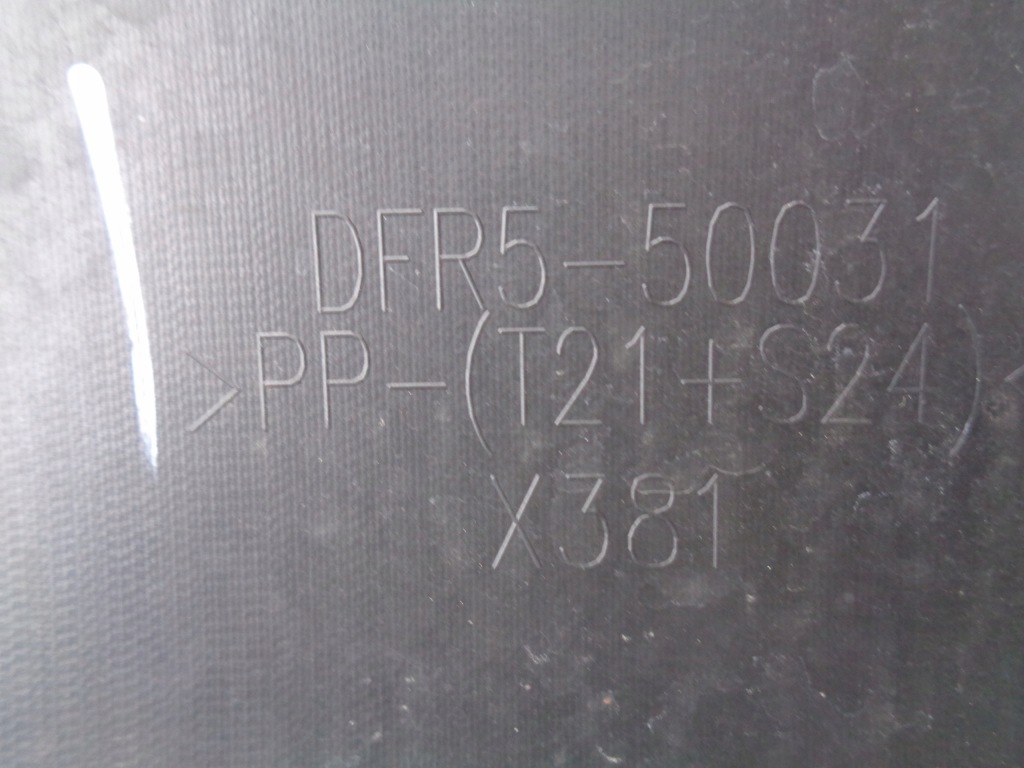 DFR5-50031
>PP-(T21+S24)<
X381